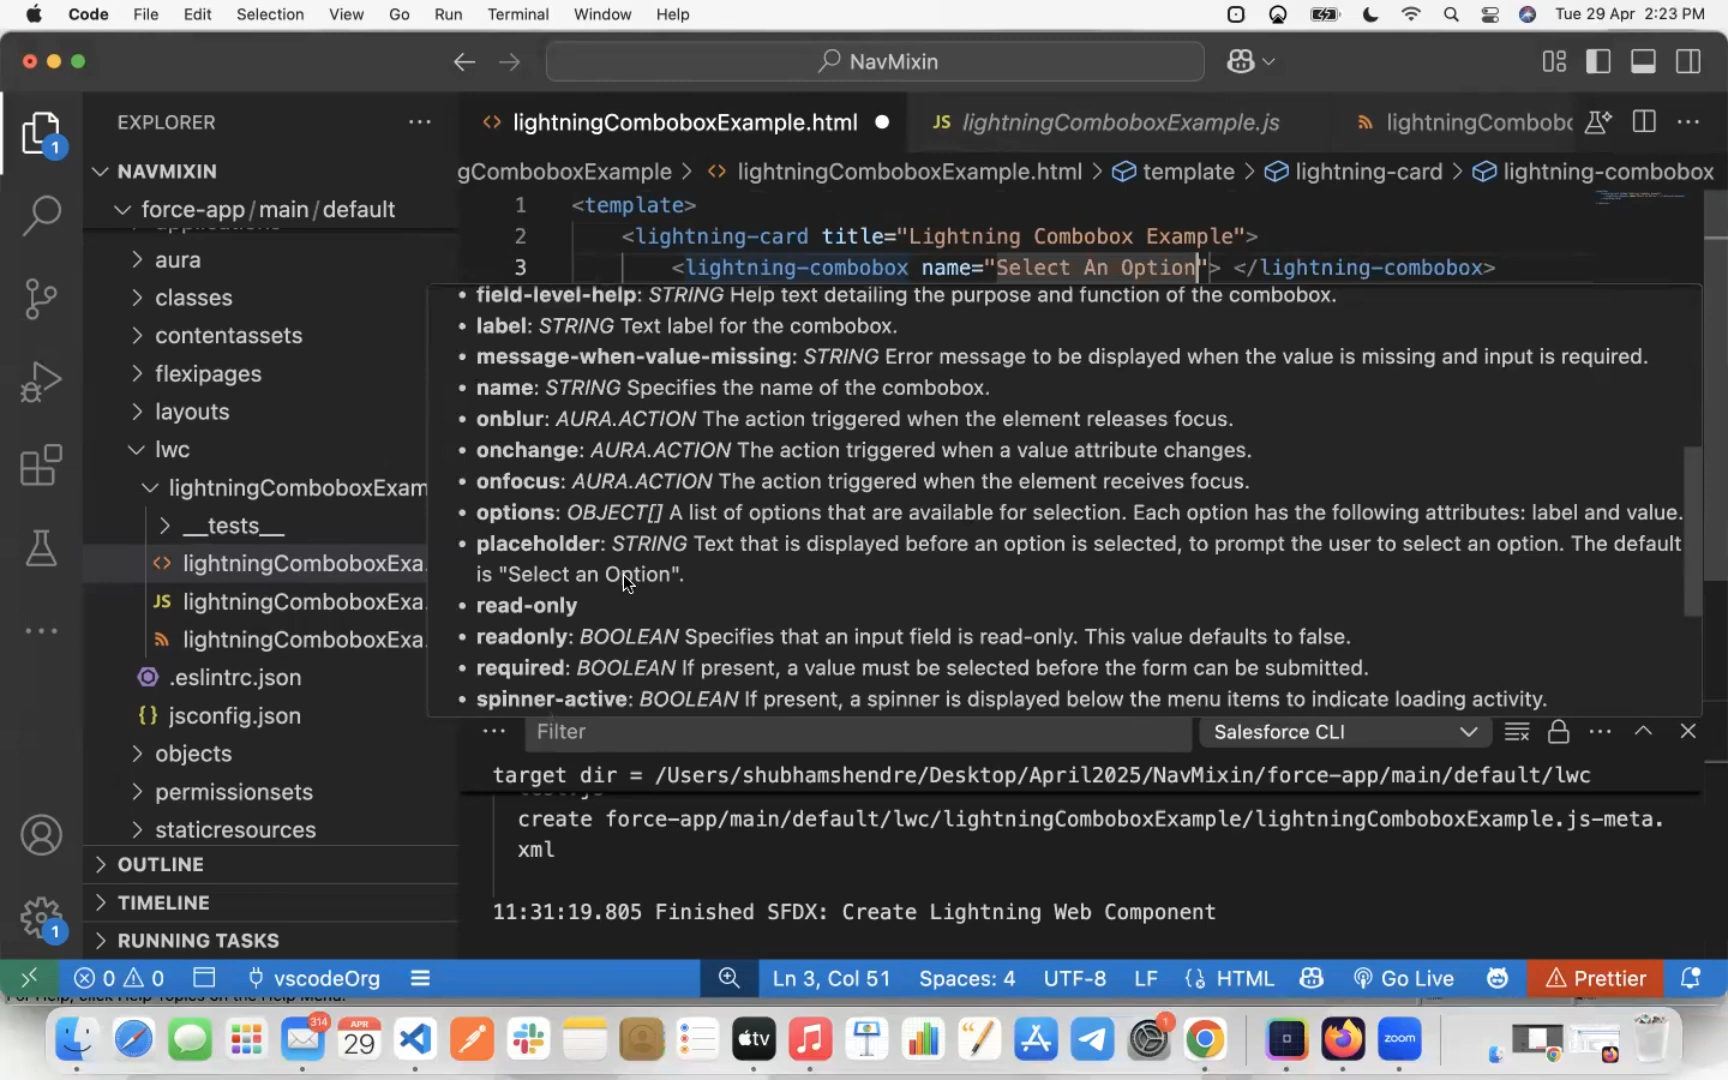 Code File Edit Selection View Go Run Terminal Window Help Tue 29 Apr 2:23 PM
NavMixin
EXPLORER
1
NAVMIXIN
force-app/main/default
aura
classes
contentassets
flexipages
layouts
lwc
lightningComboboxExam
__tests__
lightningComboboxExa.
JS lightningComboboxExa.
lightningComboboxExa.
.eslintrc.json
{} jsconfig.json
objects
permissionsets
staticresources
OUTLINE
TIMELINE
RUNNING TASKS
1
lightningComboboxExample.html JS lightningComboboxExample.js lightningCombobc
gComboboxExample > lightningComboboxExample.html > template > lightning-card > lightning-combobox
1 <template>
2 <lightning-card title="Lightning Combobox Example">
3 <lightning-combobox name="Select An Option"> </lightning-combobox>
• field-level-help: STRING Help text detailing the purpose and function of the combobox.
• label: STRING Text label for the combobox.
• message-when-value-missing: STRING Error message to be displayed when the value is missing and input is required.
• name: STRING Specifies the name of the combobox.
• onblur: AURA.ACTION The action triggered when the element releases focus.
• onchange: AURA.ACTION The action triggered when a value attribute changes.
• onfocus: AURA.ACTION The action triggered when the element receives focus.
• options: OBJECT[] A list of options that are available for selection. Each option has the following attributes: label and value.
• placeholder: STRING Text that is displayed before an option is selected, to prompt the user to select an option. The default
is "Select an Option".
• read-only
• readonly: BOOLEAN Specifies that an input field is read-only. This value defaults to false.
• required: BOOLEAN If present, a value must be selected before the form can be submitted.
• spinner-active: BOOLEAN If present, a spinner is displayed below the menu items to indicate loading activity.
Filter Salesforce CLI
target dir = /Users/shubhamshendre/Desktop/April2025/NavMixin/force-app/main/default/lwc
create force-app/main/default/lwc/lightningComboboxExample/lightningComboboxExample.js-meta.
xml
11:31:19.805 Finished SFDX: Create Lightning Web Component
0 0 vscodeOrg Ln 3, Col 51 Spaces: 4 UTF-8 LF {} HTML Go Live Prettier
314 APR 29 tv zoom 1